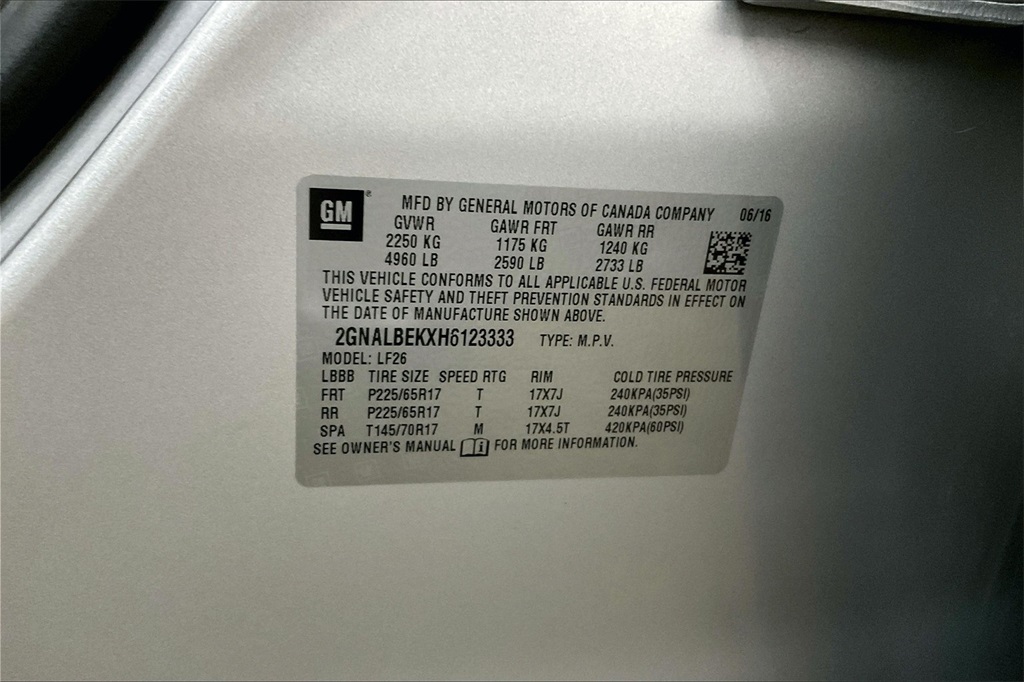 GM ®
MFD BY GENERAL MOTORS OF CANADA COMPANY 06/16
GVWR GAWR FRT GAWR RR
2250 KG 1175 KG 1240 KG
4960 LB 2590 LB 2733 LB
THIS VEHICLE CONFORMS TO ALL APPLICABLE U.S. FEDERAL MOTOR
VEHICLE SAFETY AND THEFT PREVENTION STANDARDS IN EFFECT ON
THE DATE OF MANUFACTURE SHOWN ABOVE.
2GNALBEKXH6123333 TYPE: M.P.V.
MODEL: LF26
LBBB TIRE SIZE SPEED RTG RIM COLD TIRE PRESSURE
FRT P225/65R17 T 17X7J 240KPA(35PSI)
RR P225/65R17 T 17X7J 240KPA(35PSI)
SPA T145/70R17 M 17X4.5T 420KPA(60PSI)
SEE OWNER'S MANUAL i FOR MORE INFORMATION.